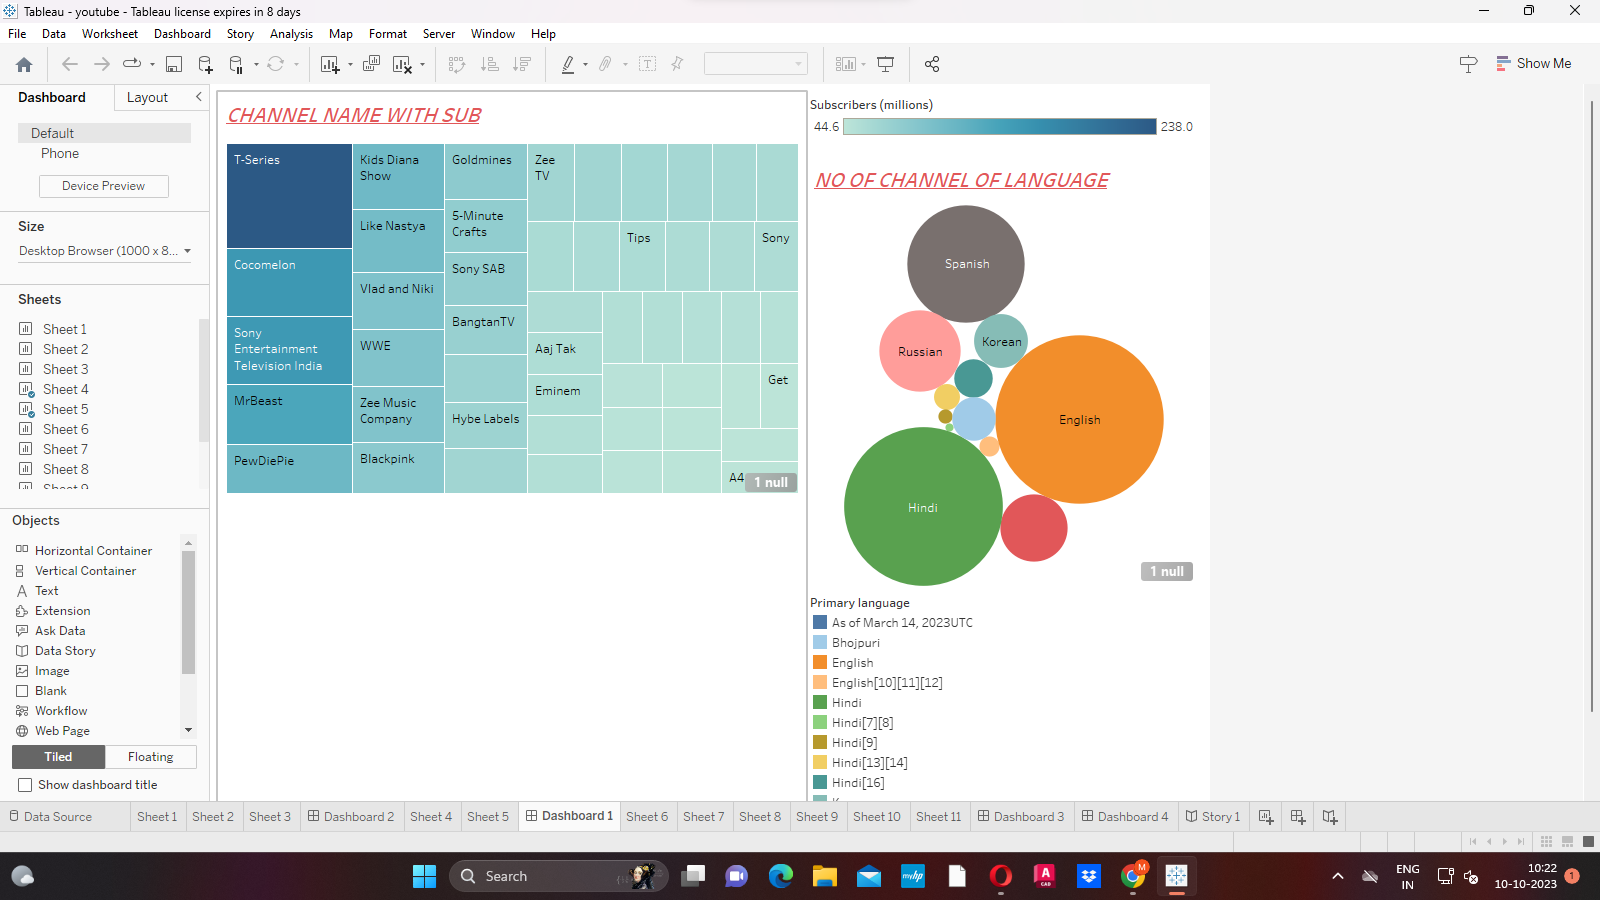 Tableau - youtube - Tableau license expires in 8 days
File Data Worksheet Dashboard Story Analysis Map Format Server Window Help
Show Me
Dashboard Layout
Default
Phone
Device Preview
Size
Desktop Browser (1000 x 8...
Sheets
Sheet 1
Sheet 2
Sheet 3
Sheet 4
Sheet 5
Sheet 6
Sheet 7
Sheet 8
Sheet 9
Objects
Horizontal Container
Vertical Container
Text
Extension
Ask Data
Data Story
Image
Blank
Workflow
Web Page
Tiled Floating
Show dashboard title
CHANNEL NAME WITH SUB
T-Series
Cocomelon
Sony
Entertainment
Television India
MrBeast
PewDiePie
Kids Diana
Show
Like Nastya
Vlad and Niki
WWE
Zee Music
Company
Blackpink
Goldmines
5-Minute
Crafts
Sony SAB
BangtanTV
Hybe Labels
Zee
TV
Tips
Sony
Aaj Tak
Eminem
Get
A4
1 null
Subscribers (millions)
44.6 238.0
NO OF CHANNEL OF LANGUAGE
Spanish
Russian
Korean
English
Hindi
1 null
Primary language
As of March 14, 2023UTC
Bhojpuri
English
English[10][11][12]
Hindi
Hindi[7][8]
Hindi[9]
Hindi[13][14]
Hindi[16]
Data Source Sheet 1 Sheet 2 Sheet 3 Dashboard 2 Sheet 4 Sheet 5 Dashboard 1 Sheet 6 Sheet 7 Sheet 8 Sheet 9 Sheet 10 Sheet 11 Dashboard 3 Dashboard 4 Story 1
Search
myhp
A
CAD
M
ENG
IN
10:22
10-10-2023
1